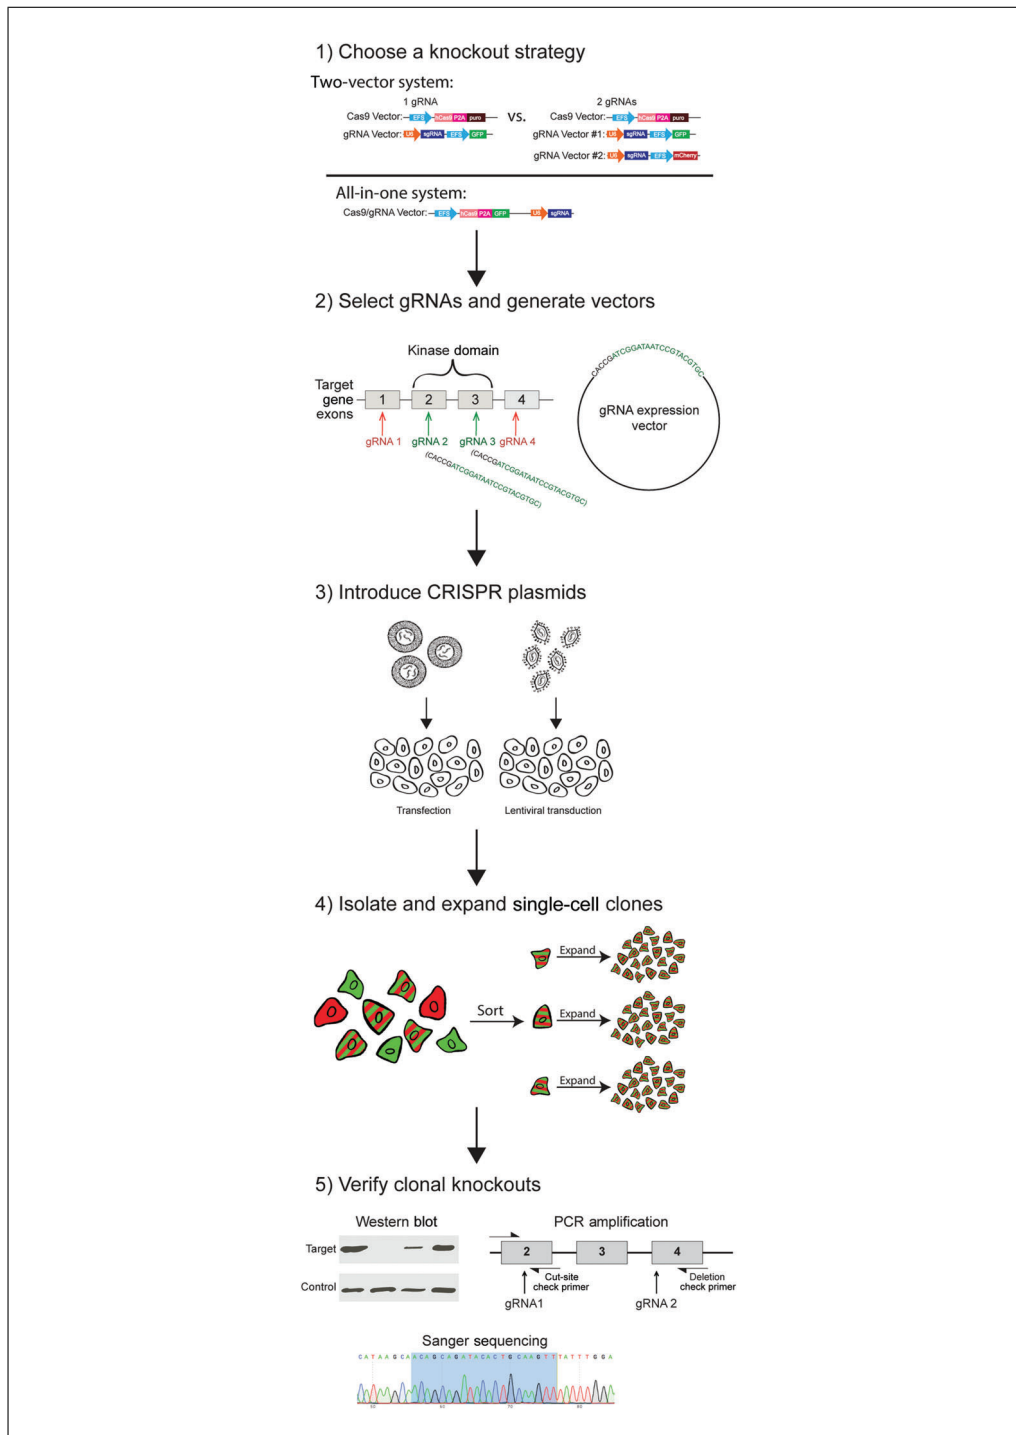 1) Choose a knockout strategy
Two-vector system:
1 gRNA
Cas9 Vector: EFS hCas9 P2A puro
gRNA Vector: U6 sgRNA EFS GFP
vs.
2 gRNAs
Cas9 Vector: EFS hCas9 P2A puro
gRNA Vector #1: U6 sgRNA EFS GFP
gRNA Vector #2: U6 sgRNA EFS mCherry
All-in-one system:
Cas9/gRNA Vector: EFS hCas9 P2A GFP U6 sgRNA
2) Select gRNAs and generate vectors
Kinase domain
Target
gene
exons
1 2 3 4
gRNA 1 gRNA 2 gRNA 3 gRNA 4
(CACCGATCGGATAATCCGTACGTGC)
(CACCGATCGGATAATCCGTACGTGC)
CACCGATCGGATAATCCGTACGTGC
gRNA expression
vector
3) Introduce CRISPR plasmids
Transfection
Lentiviral transduction
4) Isolate and expand single-cell clones
Sort
Expand
Expand
Expand
5) Verify clonal knockouts
Western blot
Target
Control
PCR amplification
2 3 4
Cut-site
check primer
Deletion
check primer
gRNA1
gRNA 2
Sanger sequencing
CATAAGCAACAGCAGATACACTGCAAGTTTATTTGGA
50 60 70 80